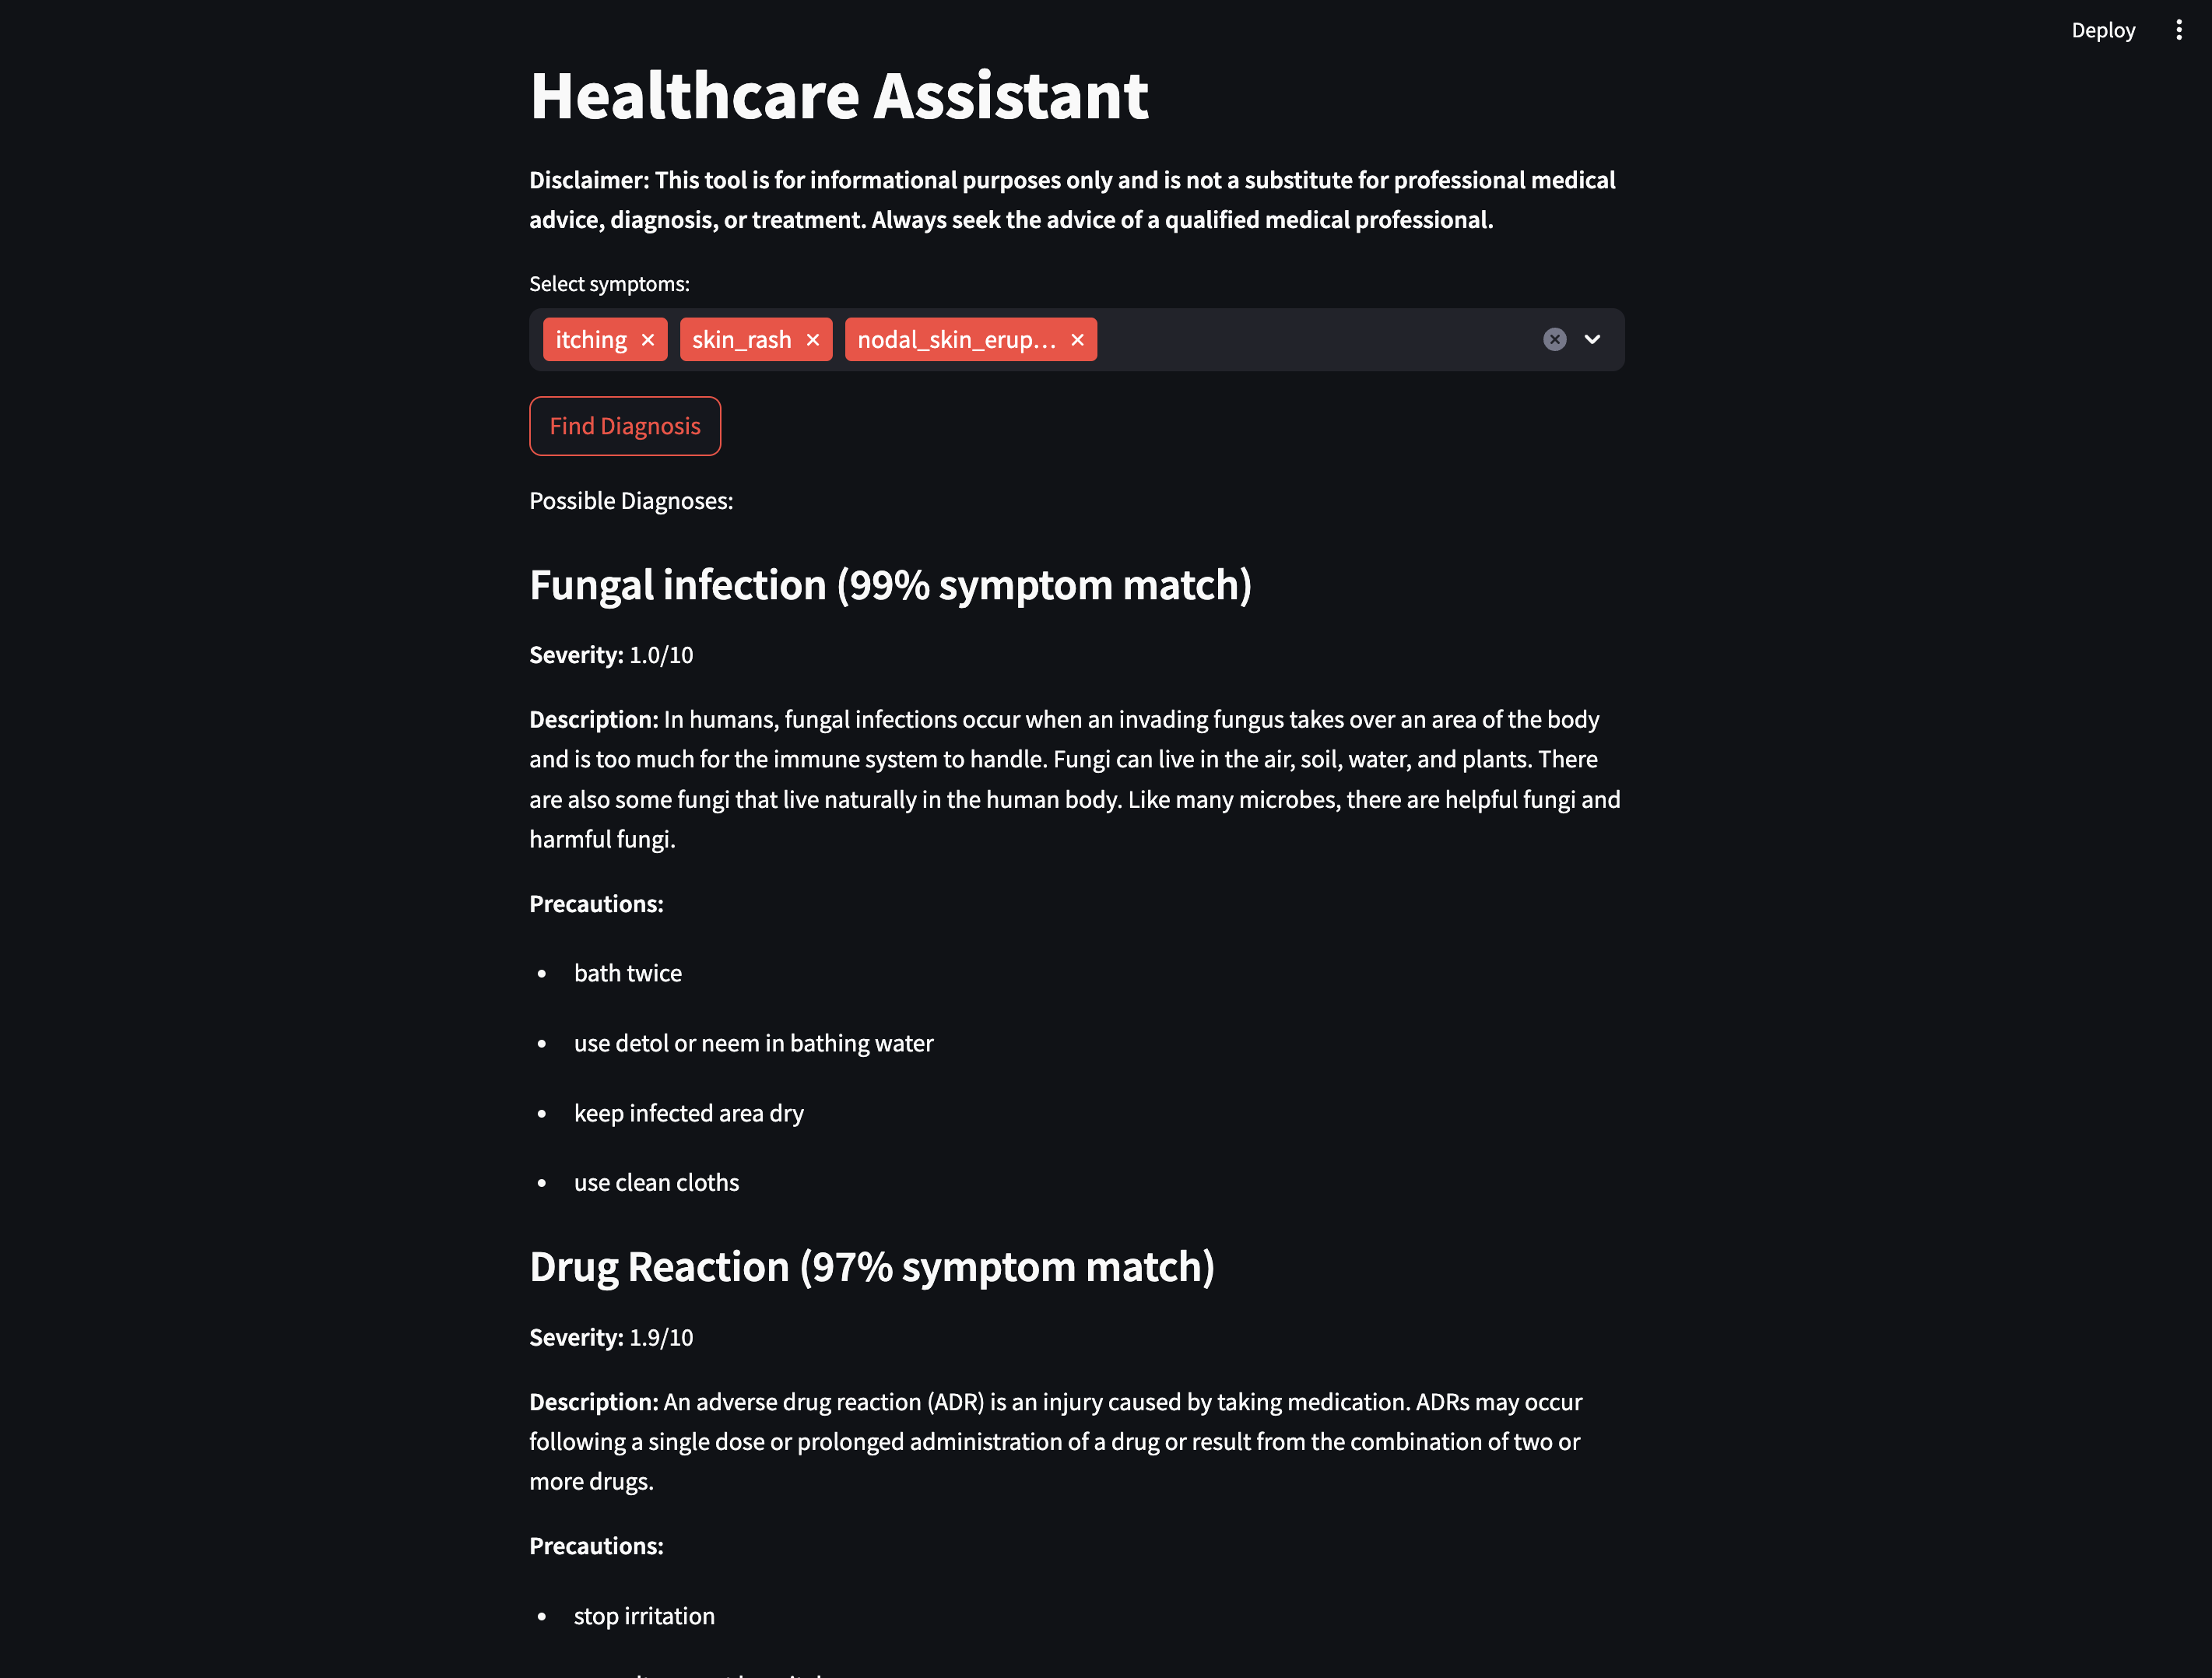 Deploy
Healthcare Assistant
Disclaimer: This tool is for informational purposes only and is not a substitute for professional medical
advice, diagnosis, or treatment. Always seek the advice of a qualified medical professional.
Select symptoms:
itching skin_rash nodal_skin_erup...
Find Diagnosis
Possible Diagnoses:
Fungal infection (99% symptom match)
Severity: 1.0/10
Description: In humans, fungal infections occur when an invading fungus takes over an area of the body
and is too much for the immune system to handle. Fungi can live in the air, soil, water, and plants. There
are also some fungi that live naturally in the human body. Like many microbes, there are helpful fungi and
harmful fungi.
Precautions:
• bath twice
• use detol or neem in bathing water
• keep infected area dry
• use clean cloths
Drug Reaction (97% symptom match)
Severity: 1.9/10
Description: An adverse drug reaction (ADR) is an injury caused by taking medication. ADRs may occur
following a single dose or prolonged administration of a drug or result from the combination of two or
more drugs.
Precautions:
• stop irritation